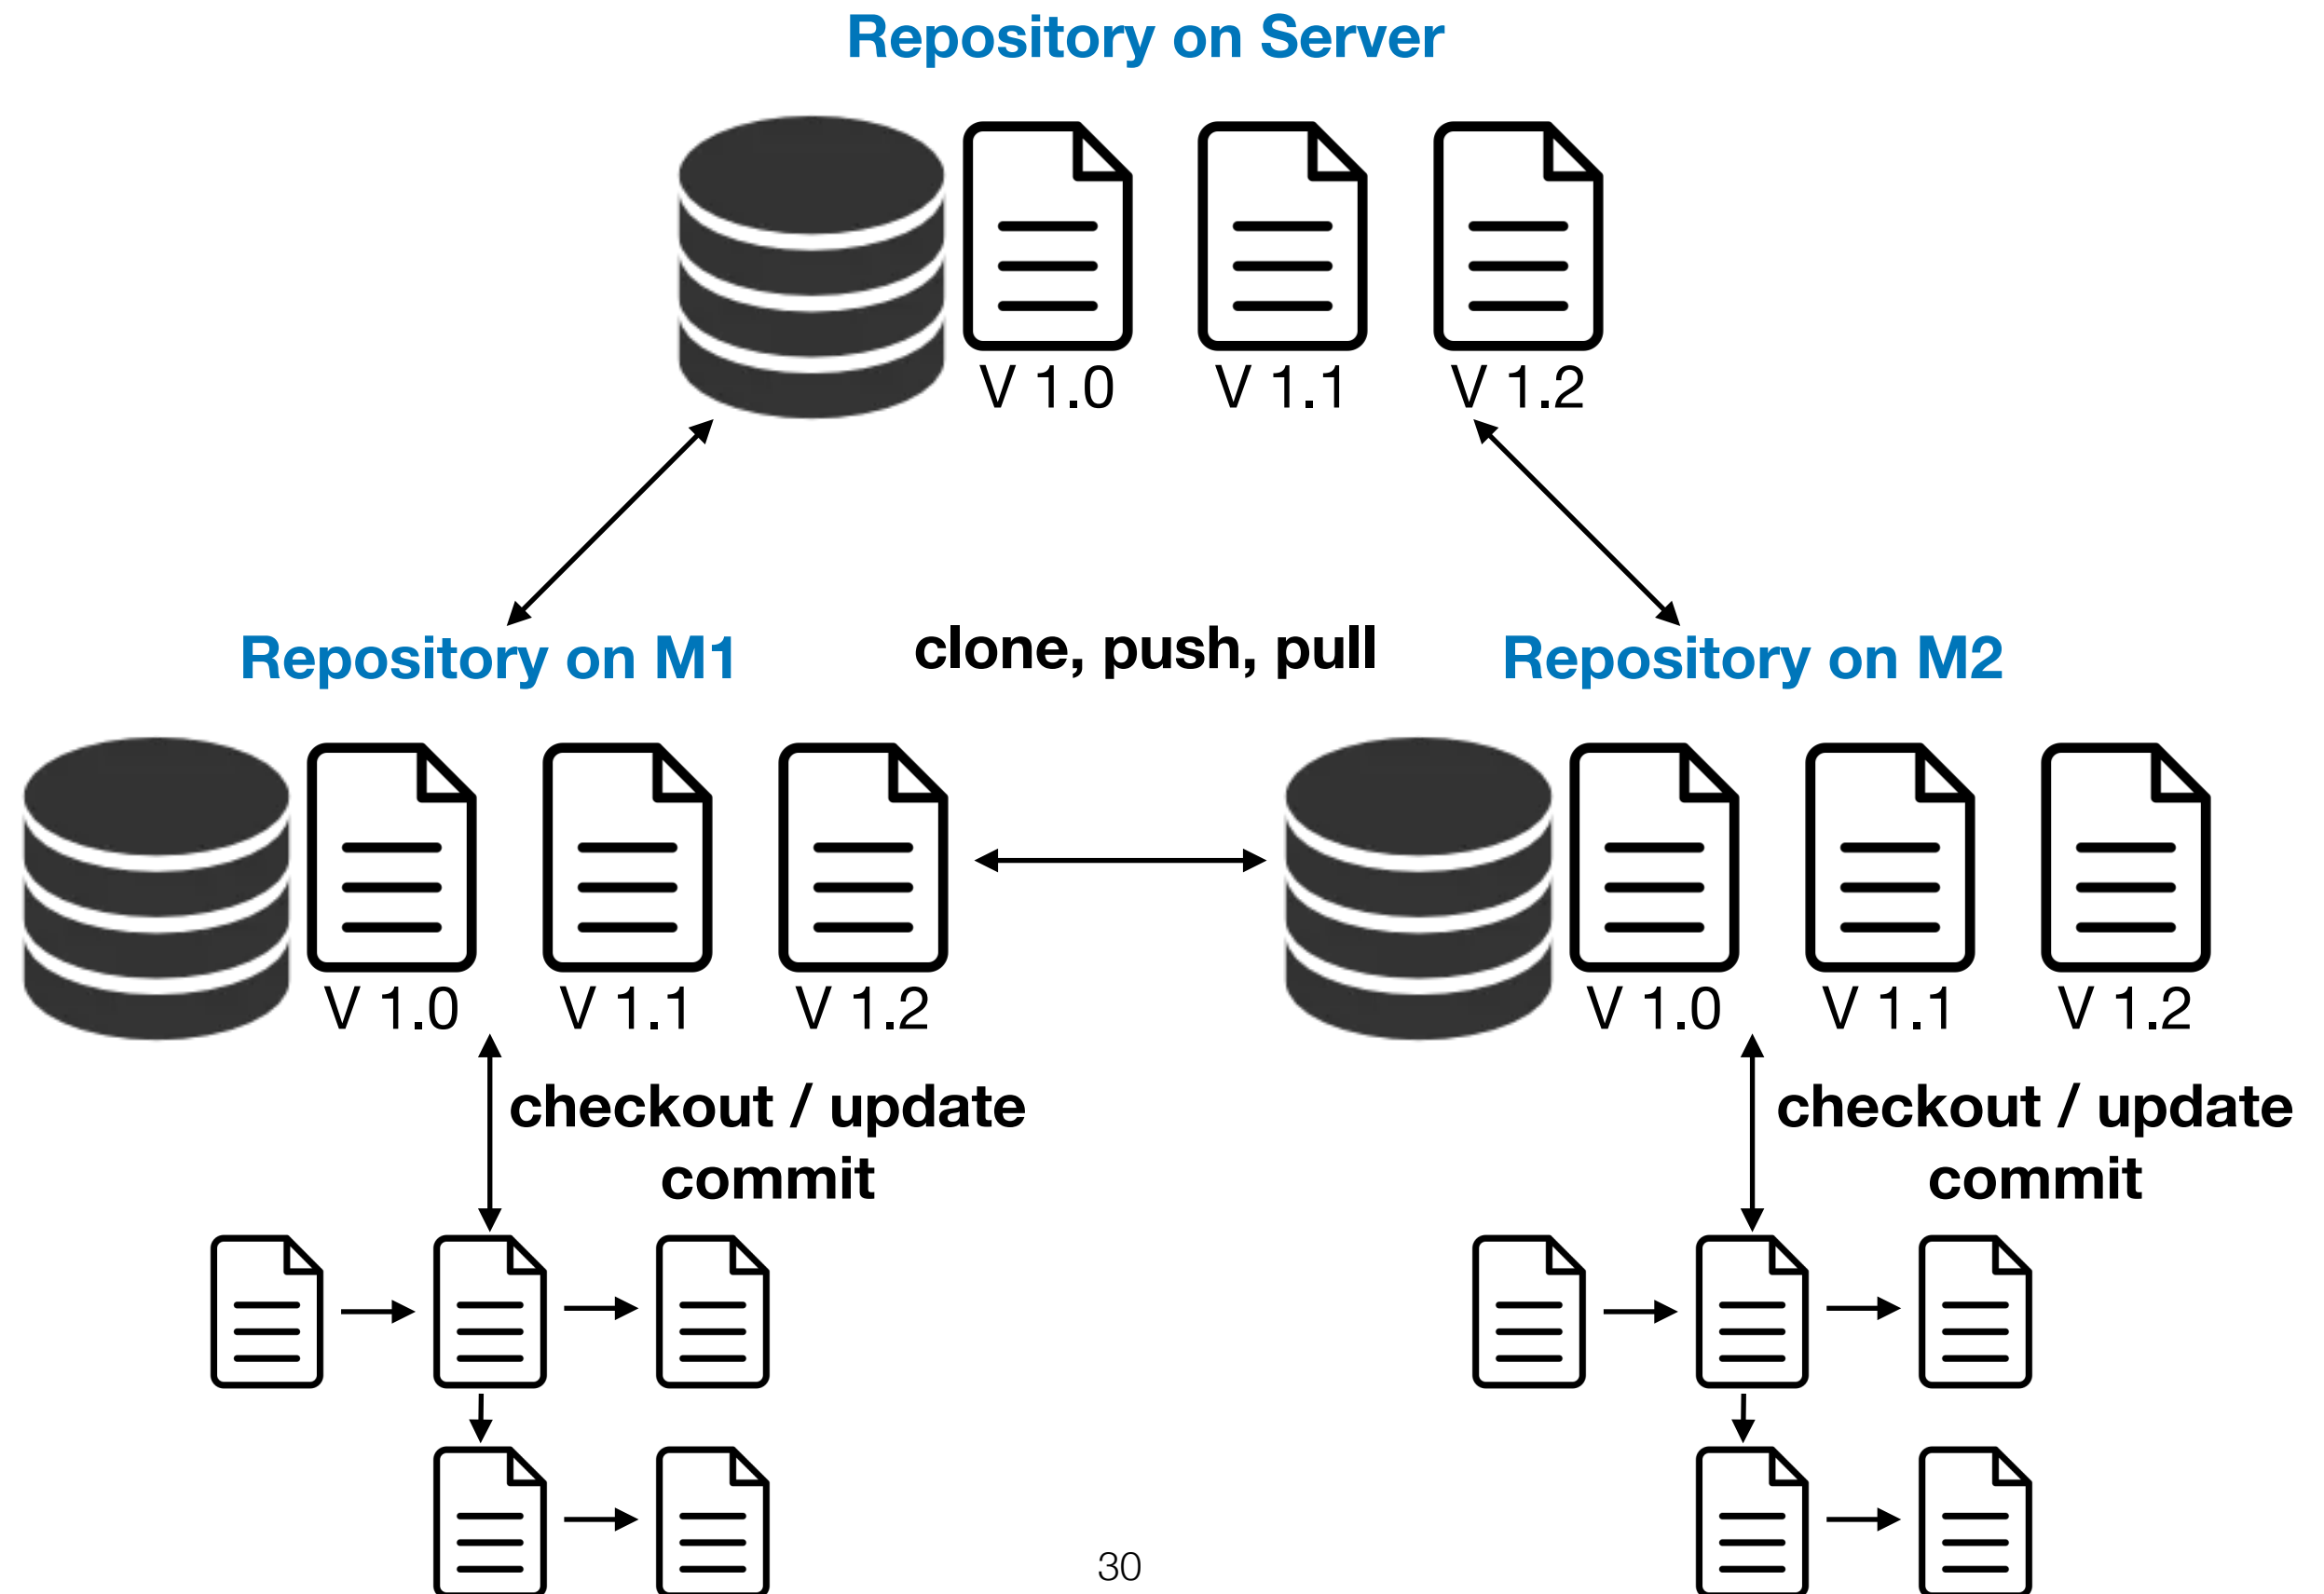 Repository on Server
V 1.0
V 1.1
V 1.2
Repository on M1
clone, push, pull
Repository on M2
V 1.0
V 1.1
V 1.2
V 1.0
V 1.1
V 1.2
checkout / update
commit
checkout / update
commit
30